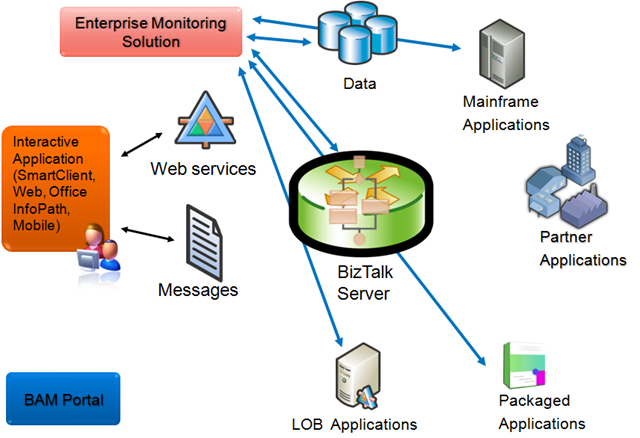 Enterprise Monitoring
Solution
Data
Mainframe
Applications
Interactive
Application
(SmartClient,
Web, Office
InfoPath,
Mobile)
Web services
Messages
BizTalk
Server
Partner
Applications
BAM Portal
LOB Applications
Packaged
Applications